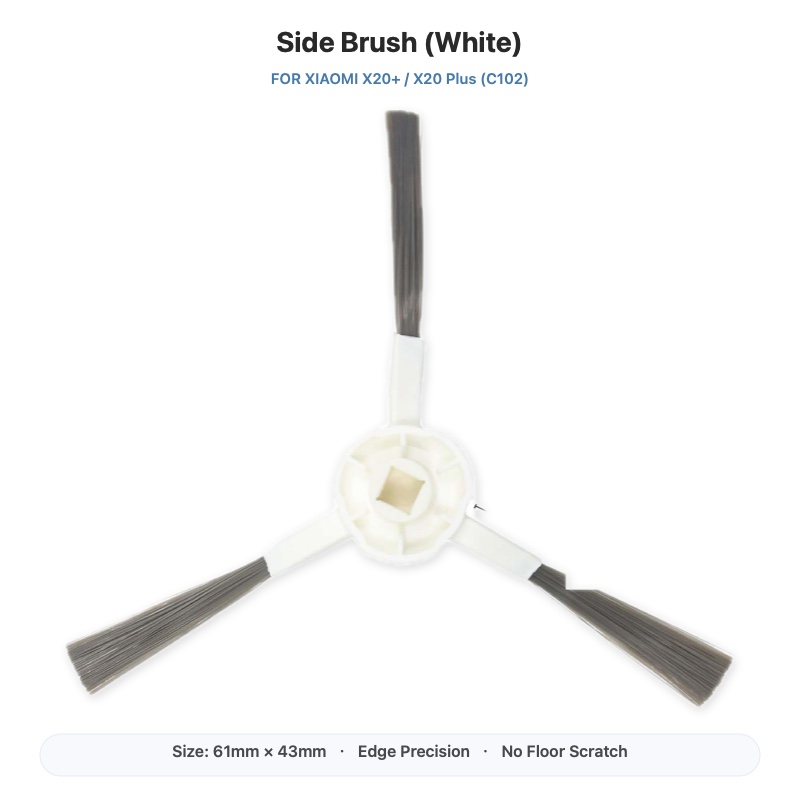 Side Brush (White)
FOR XIAOMI X20+ / X20 Plus (C102)
Size: 61mm × 43mm · Edge Precision · No Floor Scratch